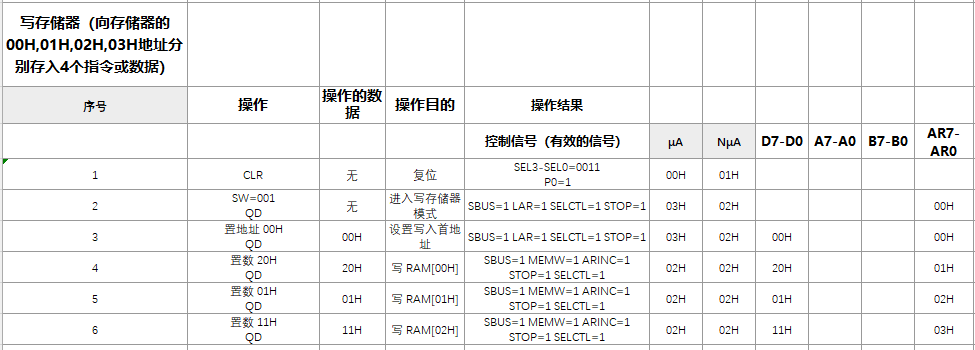 写存储器（向存储器的
00H,01H,02H,03H地址分
别存入4个指令或数据）
序号 操作 操作的数据 操作目的 操作结果
控制信号（有效的信号） μA NμA D7-D0 A7-A0 B7-B0 AR7-AR0
1 CLR 无 复位 SEL3-SEL0=0011 P0=1 00H 01H
2 SW=001 QD 无 进入写存储器模式 SBUS=1 LAR=1 SELCTL=1 STOP=1 03H 02H 00H
3 置地址 00H QD 00H 设置写入首地址 SBUS=1 LAR=1 SELCTL=1 STOP=1 03H 02H 00H 00H
4 置数 20H QD 20H 写 RAM[00H] SBUS=1 MEMW=1 ARINC=1 STOP=1 SELCTL=1 02H 02H 20H 01H
5 置数 01H QD 01H 写 RAM[01H] SBUS=1 MEMW=1 ARINC=1 STOP=1 SELCTL=1 02H 02H 01H 02H
6 置数 11H QD 11H 写 RAM[02H] SBUS=1 MEMW=1 ARINC=1 STOP=1 SELCTL=1 02H 02H 11H 03H